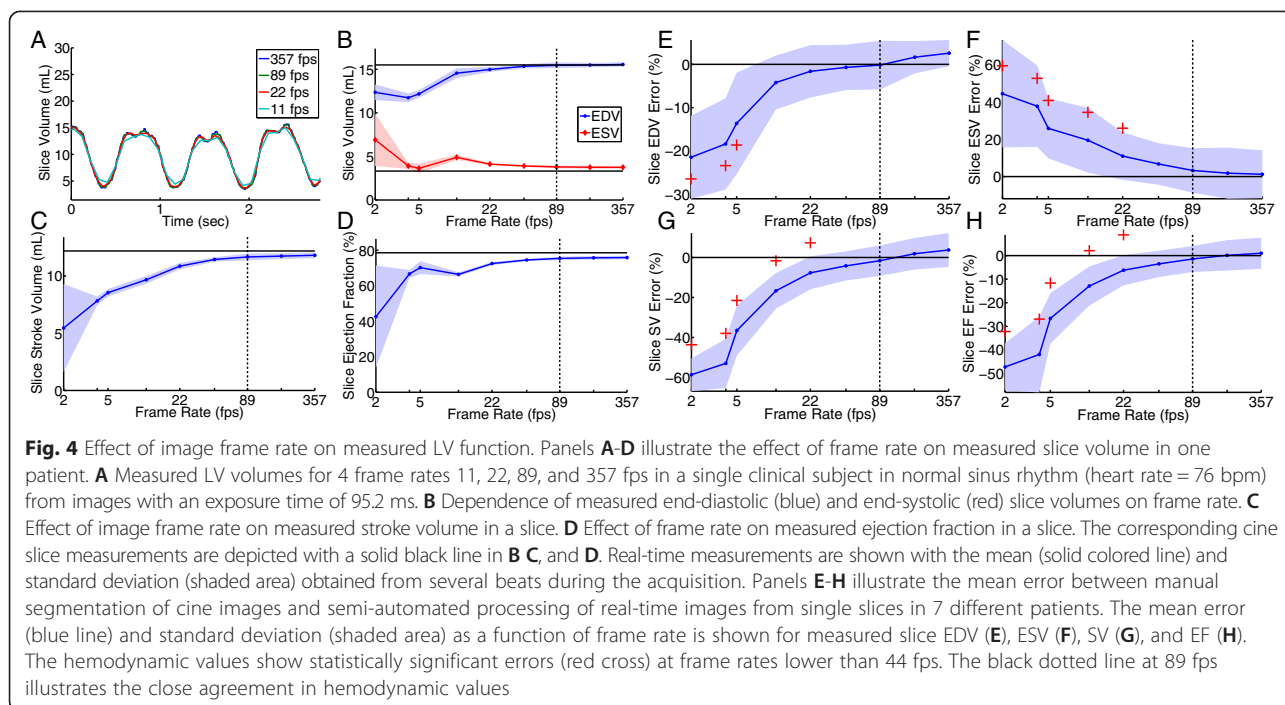 A
30
25
20
15
10
5
0
1
2
Time (sec)
Slice Volume (mL)
357 fps
89 fps
22 fps
11 fps
B
15
10
5
0
2
5
22
89
357
Frame Rate (fps)
Slice Volume (mL)
EDV
ESV
E
0
−10
−20
−30
2
5
22
89
357
Frame Rate (fps)
Slice EDV Error (%)
F
60
40
20
0
2
5
22
89
357
Frame Rate (fps)
Slice ESV Error (%)
C
10
5
0
2
5
22
89
357
Frame Rate (fps)
Slice Stroke Volume (mL)
D
80
60
40
20
0
2
5
22
89
357
Frame Rate (fps)
Slice Ejection Fraction (%)
G
0
−20
−40
−60
2
5
22
89
357
Frame Rate (fps)
Slice SV Error (%)
H
10
0
−10
−20
−30
−40
−50
2
5
22
89
357
Frame Rate (fps)
Slice EF Error (%)
Fig. 4 Effect of image frame rate on measured LV function. Panels A-D illustrate the effect of frame rate on measured slice volume in one
patient. A Measured LV volumes for 4 frame rates 11, 22, 89, and 357 fps in a single clinical subject in normal sinus rhythm (heart rate = 76 bpm)
from images with an exposure time of 95.2 ms. B Dependence of measured end-diastolic (blue) and end-systolic (red) slice volumes on frame rate. C
Effect of image frame rate on measured stroke volume in a slice. D Effect of frame rate on measured ejection fraction in a slice. The corresponding cine
slice measurements are depicted with a solid black line in B C, and D. Real-time measurements are shown with the mean (solid colored line) and
standard deviation (shaded area) obtained from several beats during the acquisition. Panels E-H illustrate the mean error between manual
segmentation of cine images and semi-automated processing of real-time images from single slices in 7 different patients. The mean error
(blue line) and standard deviation (shaded area) as a function of frame rate is shown for measured slice EDV (E), ESV (F), SV (G), and EF (H).
The hemodynamic values show statistically significant errors (red cross) at frame rates lower than 44 fps. The black dotted line at 89 fps
illustrates the close agreement in hemodynamic values